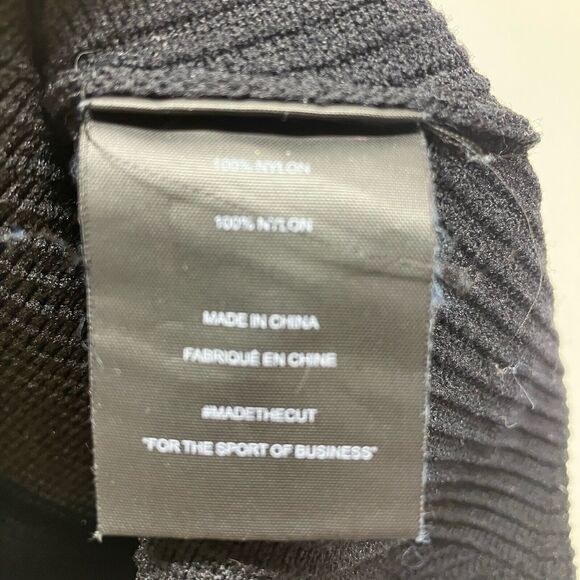 100% NYLON
100% NYLON
MADE IN CHINA
FABRIQUÉ EN CHINE
#MADETHECUT
"FOR THE SPORT OF BUSINESS"